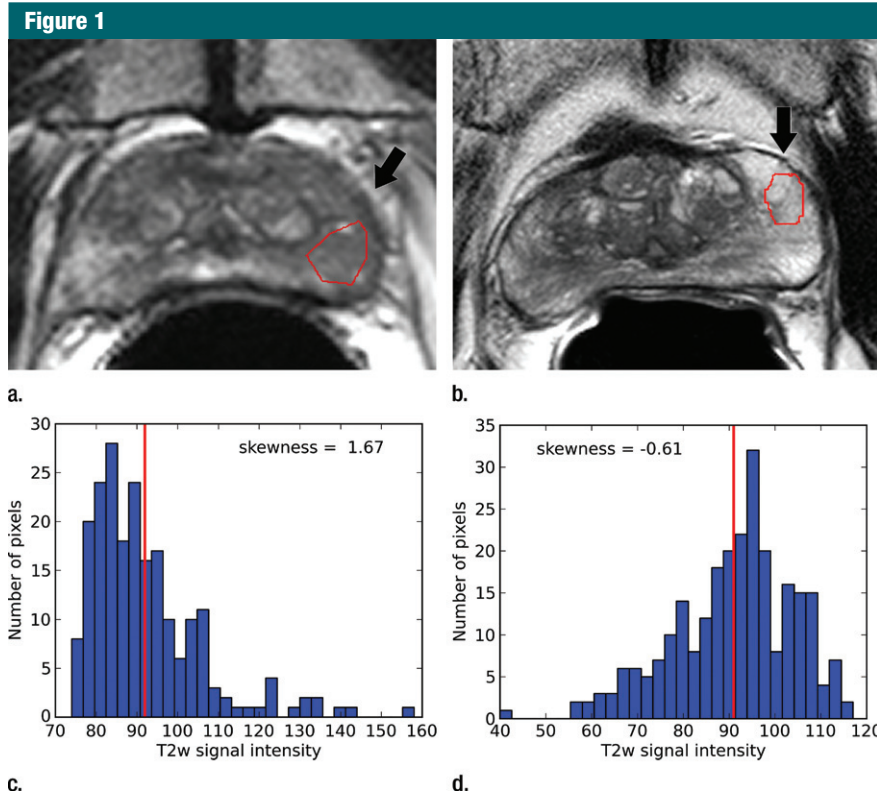 Figure 1
a.
b.
skewness = 1.67
Number of pixels
30
25
20
15
10
5
0
70 80 90 100 110 120 130 140 150 160
T2w signal intensity
c.
skewness = -0.61
Number of pixels
35
30
25
20
15
10
5
0
40 50 60 70 80 90 100 110 120
T2w signal intensity
d.